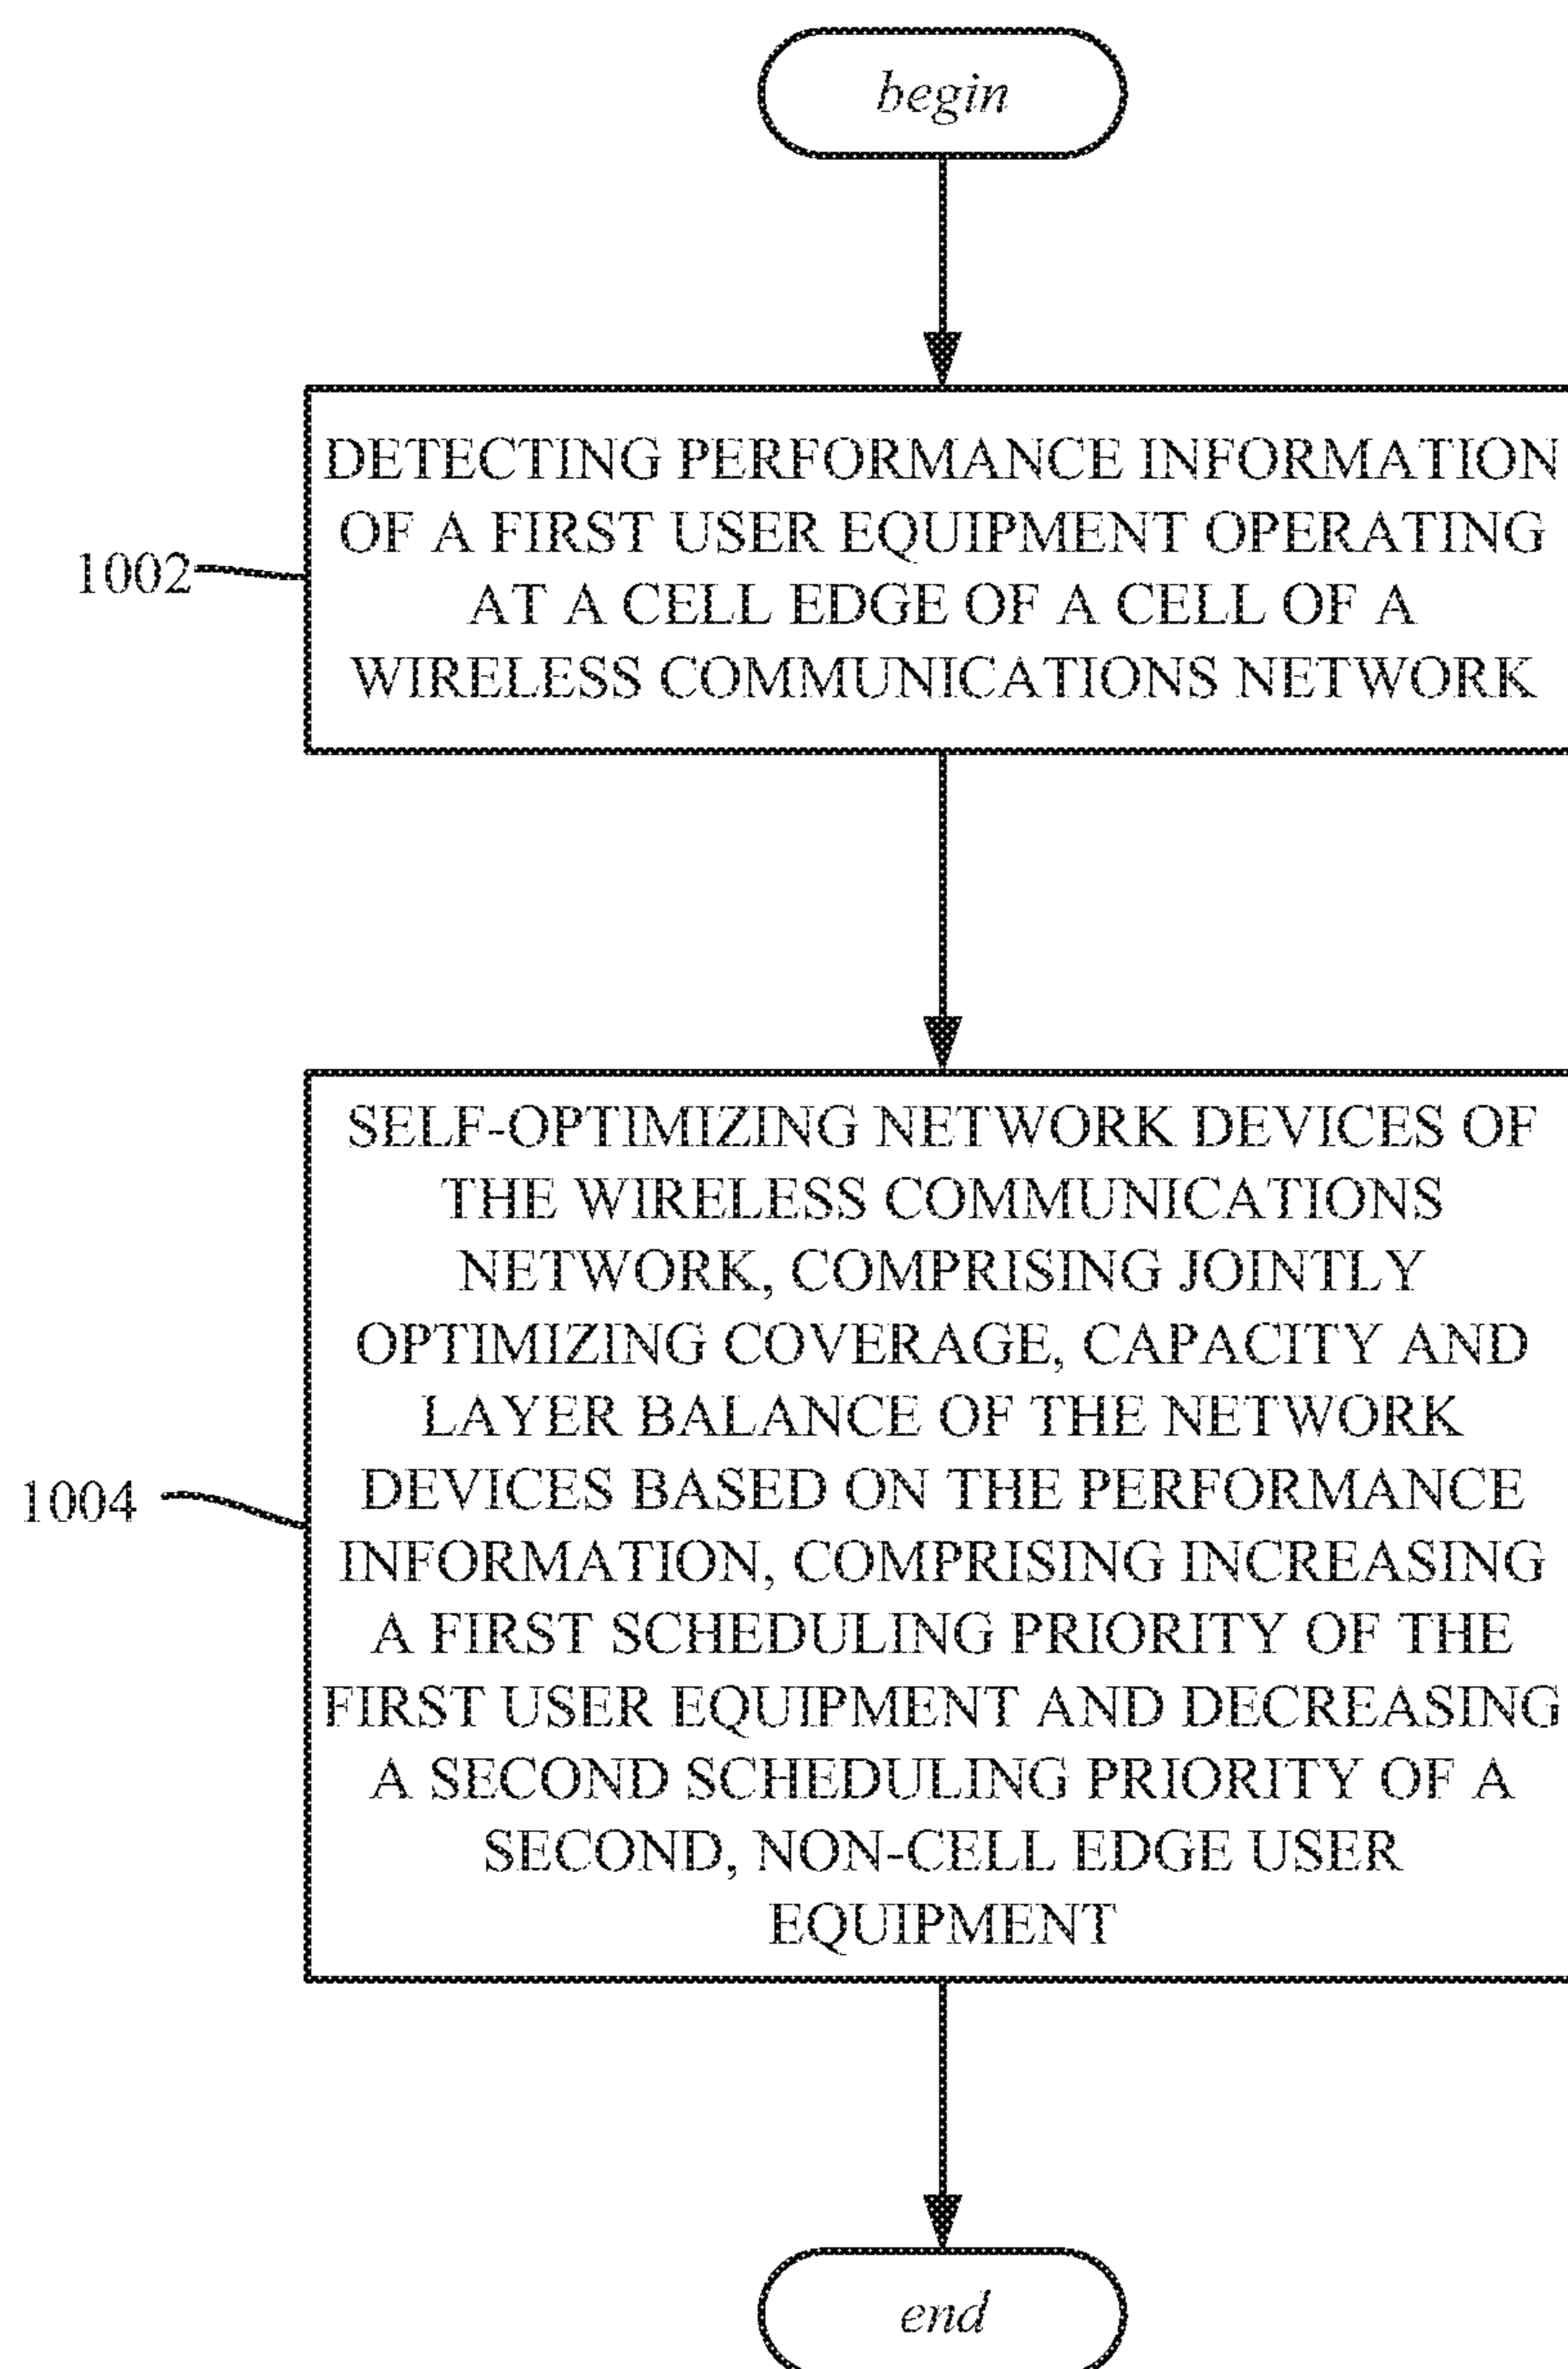 begin
DETECTING PERFORMANCE INFORMATION
OF A FIRST USER EQUIPMENT OPERATING
AT A CELL EDGE OF A CELL OF A
WIRELESS COMMUNICATIONS NETWORK
1002
SELF-OPTIMIZING NETWORK DEVICES OF
THE WIRELESS COMMUNICATIONS
NETWORK, COMPRISING JOINTLY
OPTIMIZING COVERAGE, CAPACITY AND
LAYER BALANCE OF THE NETWORK
DEVICES BASED ON THE PERFORMANCE
INFORMATION, COMPRISING INCREASING
A FIRST SCHEDULING PRIORITY OF THE
FIRST USER EQUIPMENT AND DECREASING
A SECOND SCHEDULING PRIORITY OF A
SECOND, NON-CELL EDGE USER
EQUIPMENT
1004
end